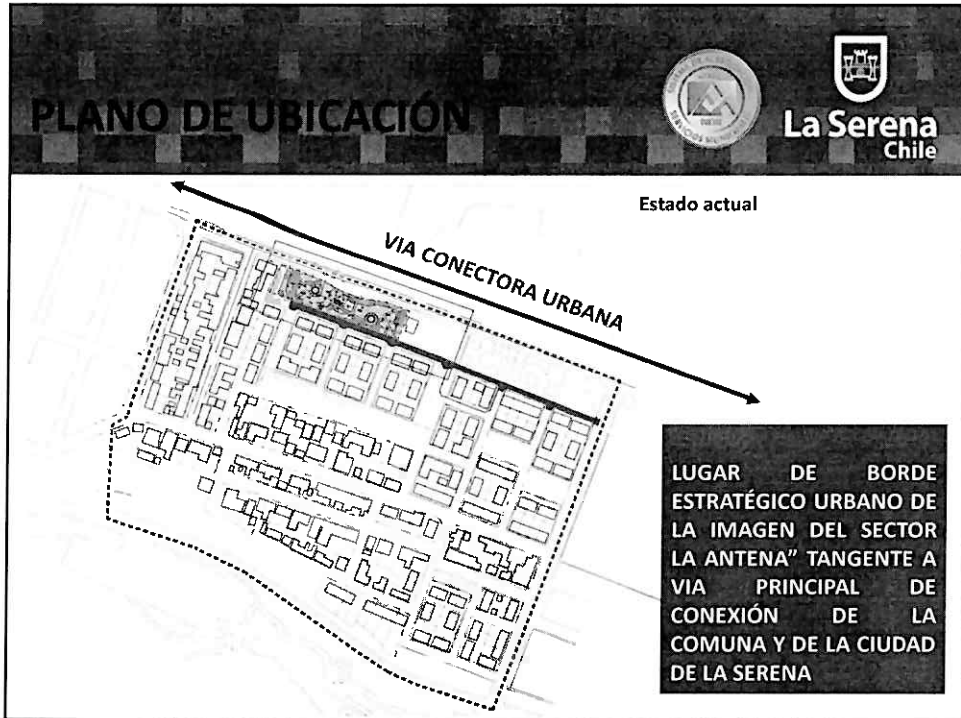 PLANO DE UBICACIÓN
La Serena
Chile
Estado actual
VIA CONECTORA URBANA
LUGAR DE BORDE
ESTRATÉGICO URBANO DE
LA IMAGEN DEL SECTOR
LA ANTENA” TANGENTE A
VIA PRINCIPAL DE
CONEXIÓN DE LA
COMUNA Y DE LA CIUDAD
DE LA SERENA